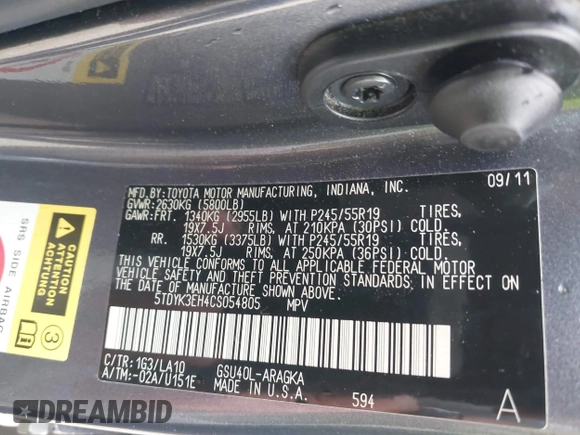 MFD.BY:TOYOTA MOTOR MANUFACTURING, INDIANA, INC. 09/11
GVWR:2630KG (5800LB)
GAWR:FRT. 1340KG (2955LB) WITH P245/55R19 TIRES,
19X7.5J RIMS, AT 210KPA (30PSI) COLD.
RR. 1530KG (3375LB) WITH P245/55R19 TIRES,
19X7.5J RIMS, AT 250KPA (36PSI) COLD.
THIS VEHICLE CONFORMS TO ALL APPLICABLE FEDERAL MOTOR
VEHICLE SAFETY AND THEFT PREVENTION STANDARDS IN EFFECT ON
THE DATE OF MANUFACTURE SHOWN ABOVE.
5TDYK3EH4CS054805 MPV
C/TR:1G3/LA10 GSU40L-ARAGKA
A/TM:-02A/U151E MADE IN U.S.A. 594 A
SRS SIDE AIRBAG
CAUTION
ATTENTION
ACHTUNG
3
DREAMBID